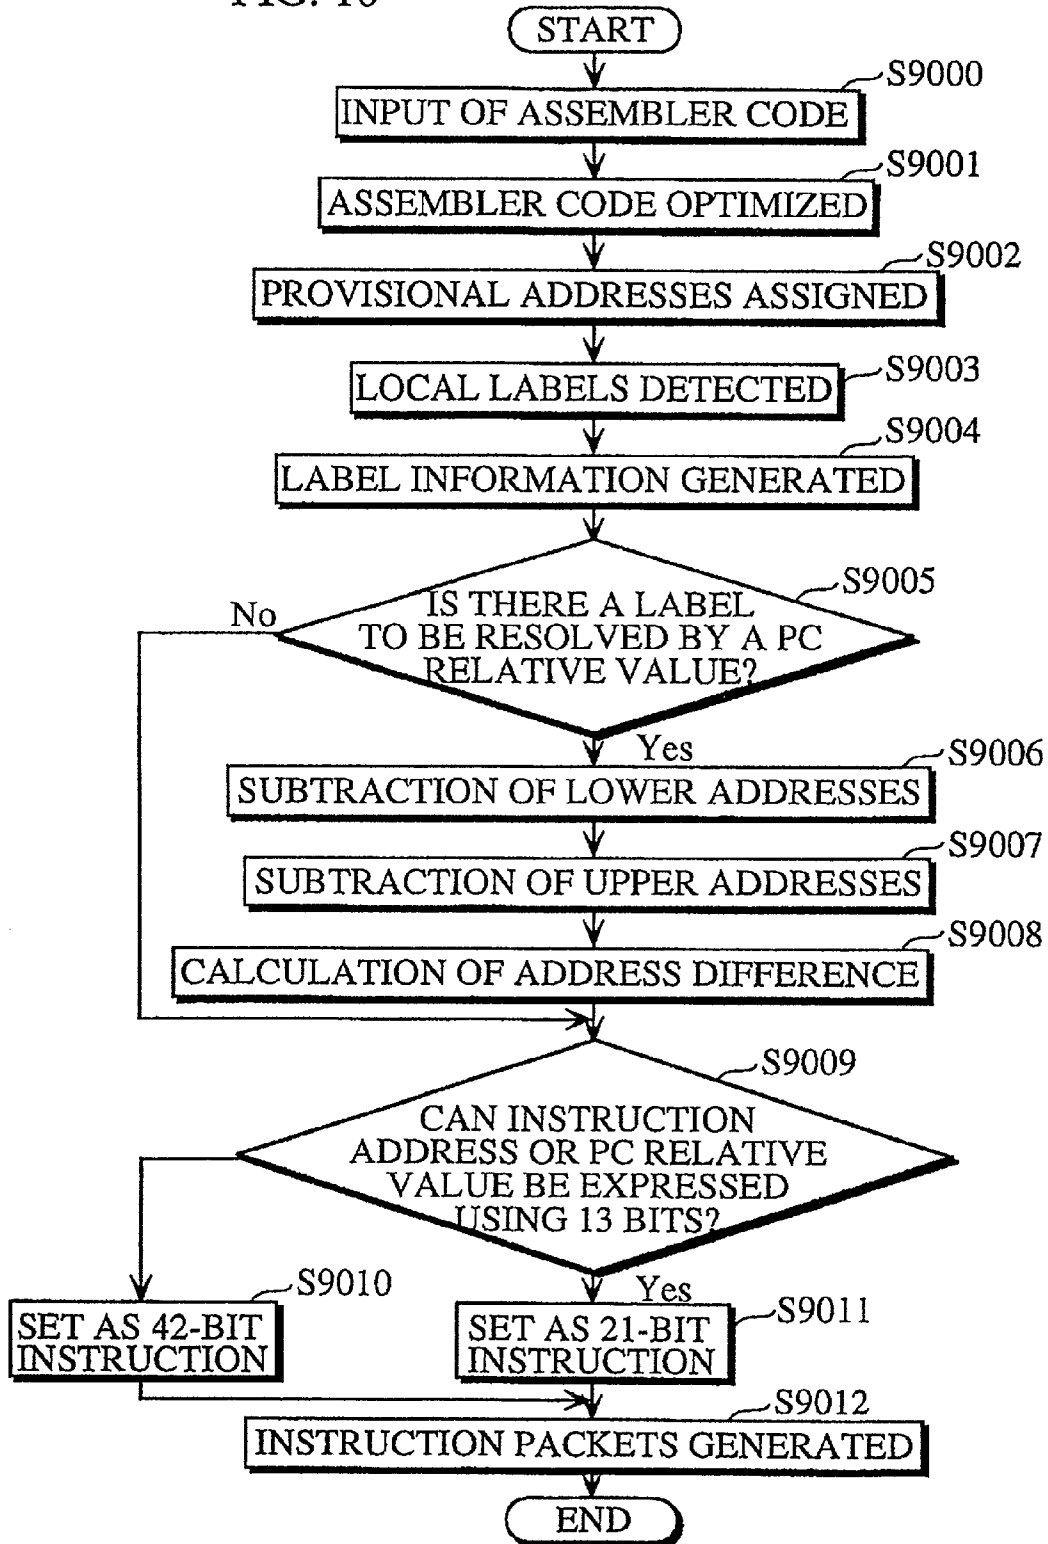 START
S9000
INPUT OF ASSEMBLER CODE
S9001
ASSEMBLER CODE OPTIMIZED
S9002
PROVISIONAL ADDRESSES ASSIGNED
S9003
LOCAL LABELS DETECTED
S9004
LABEL INFORMATION GENERATED
S9005
No
IS THERE A LABEL
TO BE RESOLVED BY A PC
RELATIVE VALUE?
Yes
S9006
SUBTRACTION OF LOWER ADDRESSES
S9007
SUBTRACTION OF UPPER ADDRESSES
S9008
CALCULATION OF ADDRESS DIFFERENCE
S9009
CAN INSTRUCTION
ADDRESS OR PC RELATIVE
VALUE BE EXPRESSED
USING 13 BITS?
Yes
S9010
SET AS 42-BIT
INSTRUCTION
S9011
SET AS 21-BIT
INSTRUCTION
S9012
INSTRUCTION PACKETS GENERATED
END